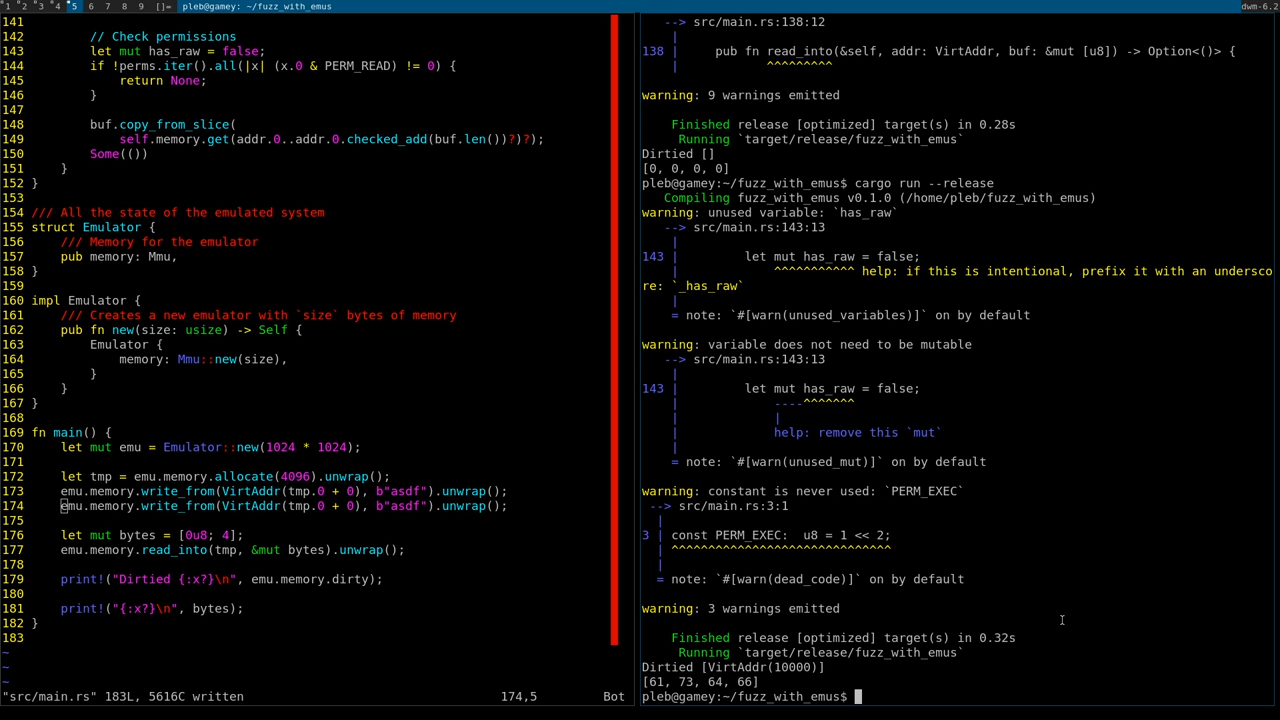 1 2 3 4 5 6 7 8 9 []= pleb@gamey: ~/fuzz_with_emus dwm-6.2
141
142         // Check permissions
143         let mut has_raw = false;
144         if !perms.iter().all(|x| (x.0 & PERM_READ) != 0) {
145             return None;
146         }
147
148         buf.copy_from_slice(
149             self.memory.get(addr.0..addr.0.checked_add(buf.len())?)?);
150         Some(())
151     }
152 }
153
154 /// All the state of the emulated system
155 struct Emulator {
156     /// Memory for the emulator
157     pub memory: Mmu,
158 }
159
160 impl Emulator {
161     /// Creates a new emulator with `size` bytes of memory
162     pub fn new(size: usize) -> Self {
163         Emulator {
164             memory: Mmu::new(size),
165         }
166     }
167 }
168
169 fn main() {
170     let mut emu = Emulator::new(1024 * 1024);
171
172     let tmp = emu.memory.allocate(4096).unwrap();
173     emu.memory.write_from(VirtAddr(tmp.0 + 0), b"asdf").unwrap();
174     emu.memory.write_from(VirtAddr(tmp.0 + 0), b"asdf").unwrap();
175
176     let mut bytes = [0u8; 4];
177     emu.memory.read_into(tmp, &mut bytes).unwrap();
178
179     print!("Dirtied {:x?}\n", emu.memory.dirty);
180
181     print!("{:x?}\n", bytes);
182 }
183
~
~
~
"src/main.rs" 183L, 5616C written 174,5 Bot
   --> src/main.rs:138:12
    |
138 |     pub fn read_into(&self, addr: VirtAddr, buf: &mut [u8]) -> Option<()> {
    |            ^^^^^^^^^
warning: 9 warnings emitted
    Finished release [optimized] target(s) in 0.28s
     Running `target/release/fuzz_with_emus`
Dirtied []
[0, 0, 0, 0]
pleb@gamey:~/fuzz_with_emus$ cargo run --release
   Compiling fuzz_with_emus v0.1.0 (/home/pleb/fuzz_with_emus)
warning: unused variable: `has_raw`
   --> src/main.rs:143:13
    |
143 |         let mut has_raw = false;
    |             ^^^^^^^^^^^ help: if this is intentional, prefix it with an undersco
re: `_has_raw`
    |
    = note: `#[warn(unused_variables)]` on by default
warning: variable does not need to be mutable
   --> src/main.rs:143:13
    |
143 |         let mut has_raw = false;
    |             ----^^^^^^^
    |             |
    |             help: remove this `mut`
    |
    = note: `#[warn(unused_mut)]` on by default
warning: constant is never used: `PERM_EXEC`
 --> src/main.rs:3:1
  |
3 | const PERM_EXEC:  u8 = 1 << 2;
  | ^^^^^^^^^^^^^^^^^^^^^^^^^^^^^^
  |
  = note: `#[warn(dead_code)]` on by default
warning: 3 warnings emitted
    Finished release [optimized] target(s) in 0.32s
     Running `target/release/fuzz_with_emus`
Dirtied [VirtAddr(10000)]
[61, 73, 64, 66]
pleb@gamey:~/fuzz_with_emus$